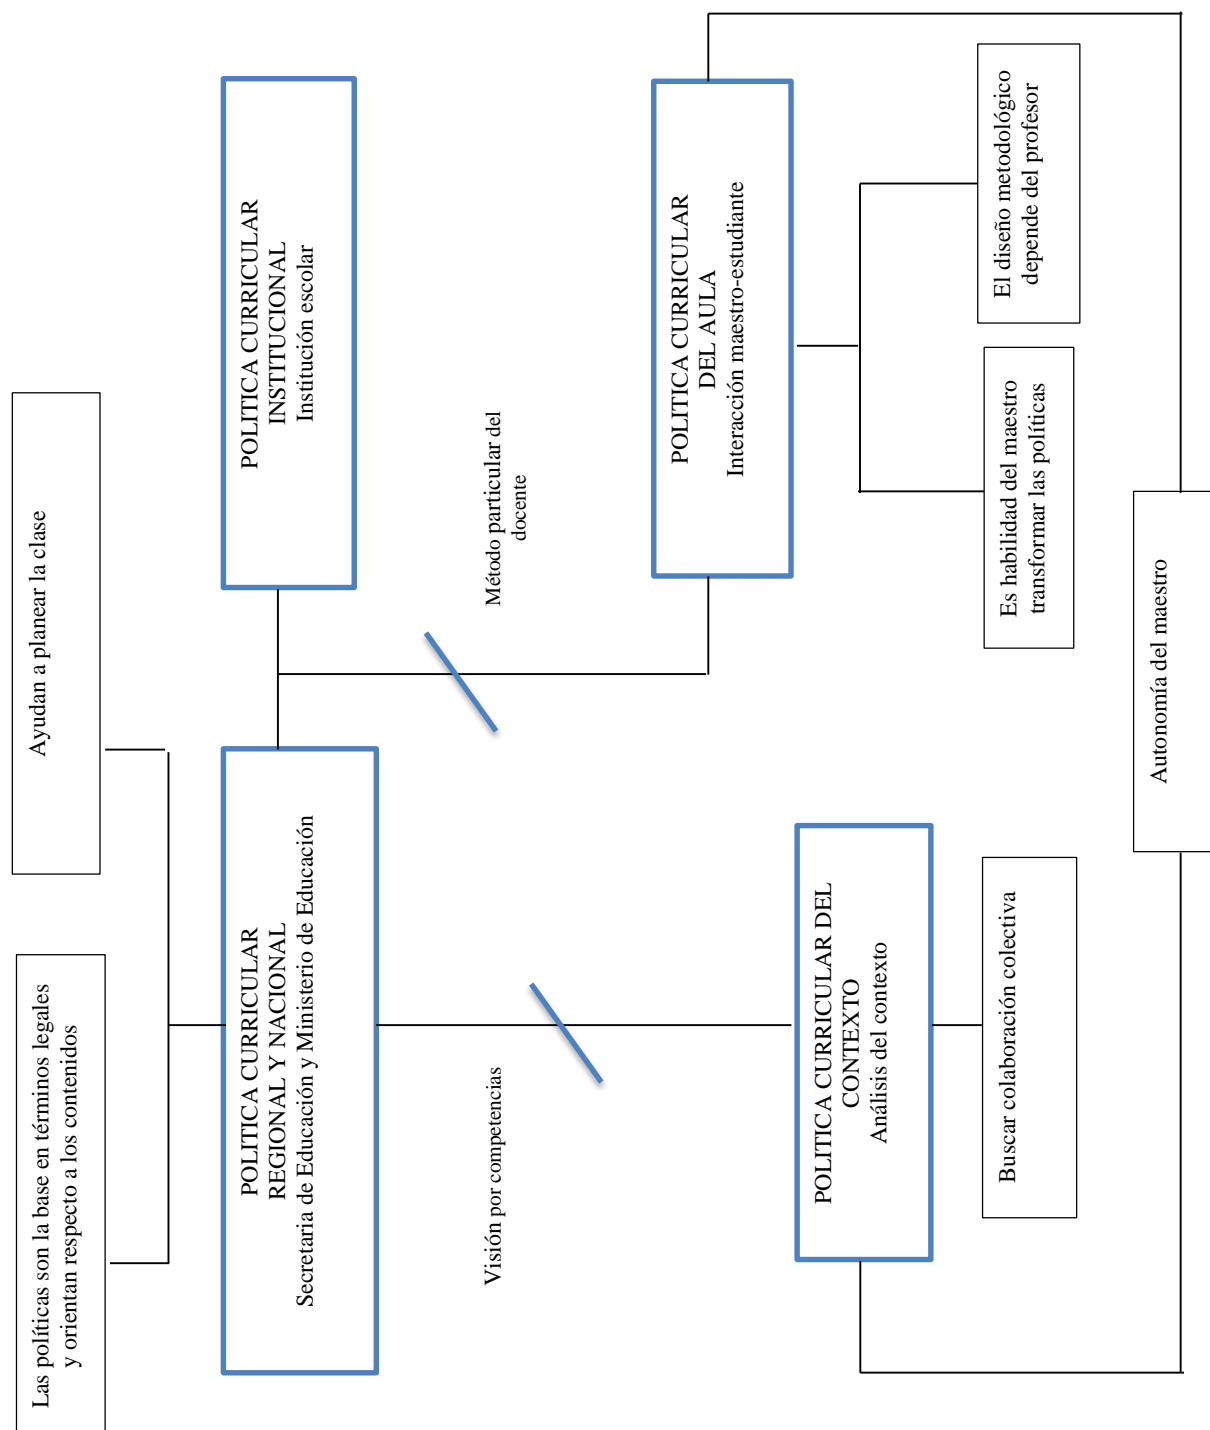 Las políticas son la base en términos legales
y orientan respecto a los contenidos
Ayudan a planear la clase
POLITICA CURRICULAR
REGIONAL Y NACIONAL
Secretaria de Educación y Ministerio de Educación
POLITICA CURRICULAR
INSTITUCIONAL
Institución escolar
Visión por competencias
Método particular del
docente
POLITICA CURRICULAR DEL
CONTEXTO
Análisis del contexto
POLITICA CURRICULAR
DEL AULA
Interacción maestro-estudiante
Buscar colaboración colectiva
Es habilidad del maestro
transformar las políticas
El diseño metodológico
depende del profesor
Autonomía del maestro